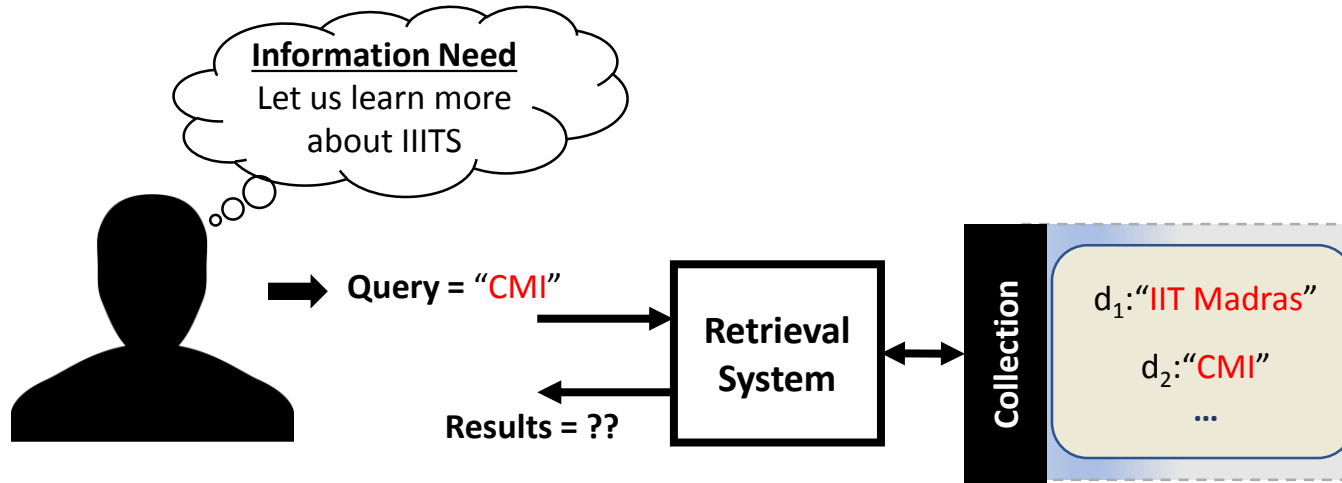 Information Need
Let us learn more
about IIITS
Query = “CMI”
Retrieval
System
Results = ??
Collection
d₁:“IIT Madras”
d₂:“CMI”
…